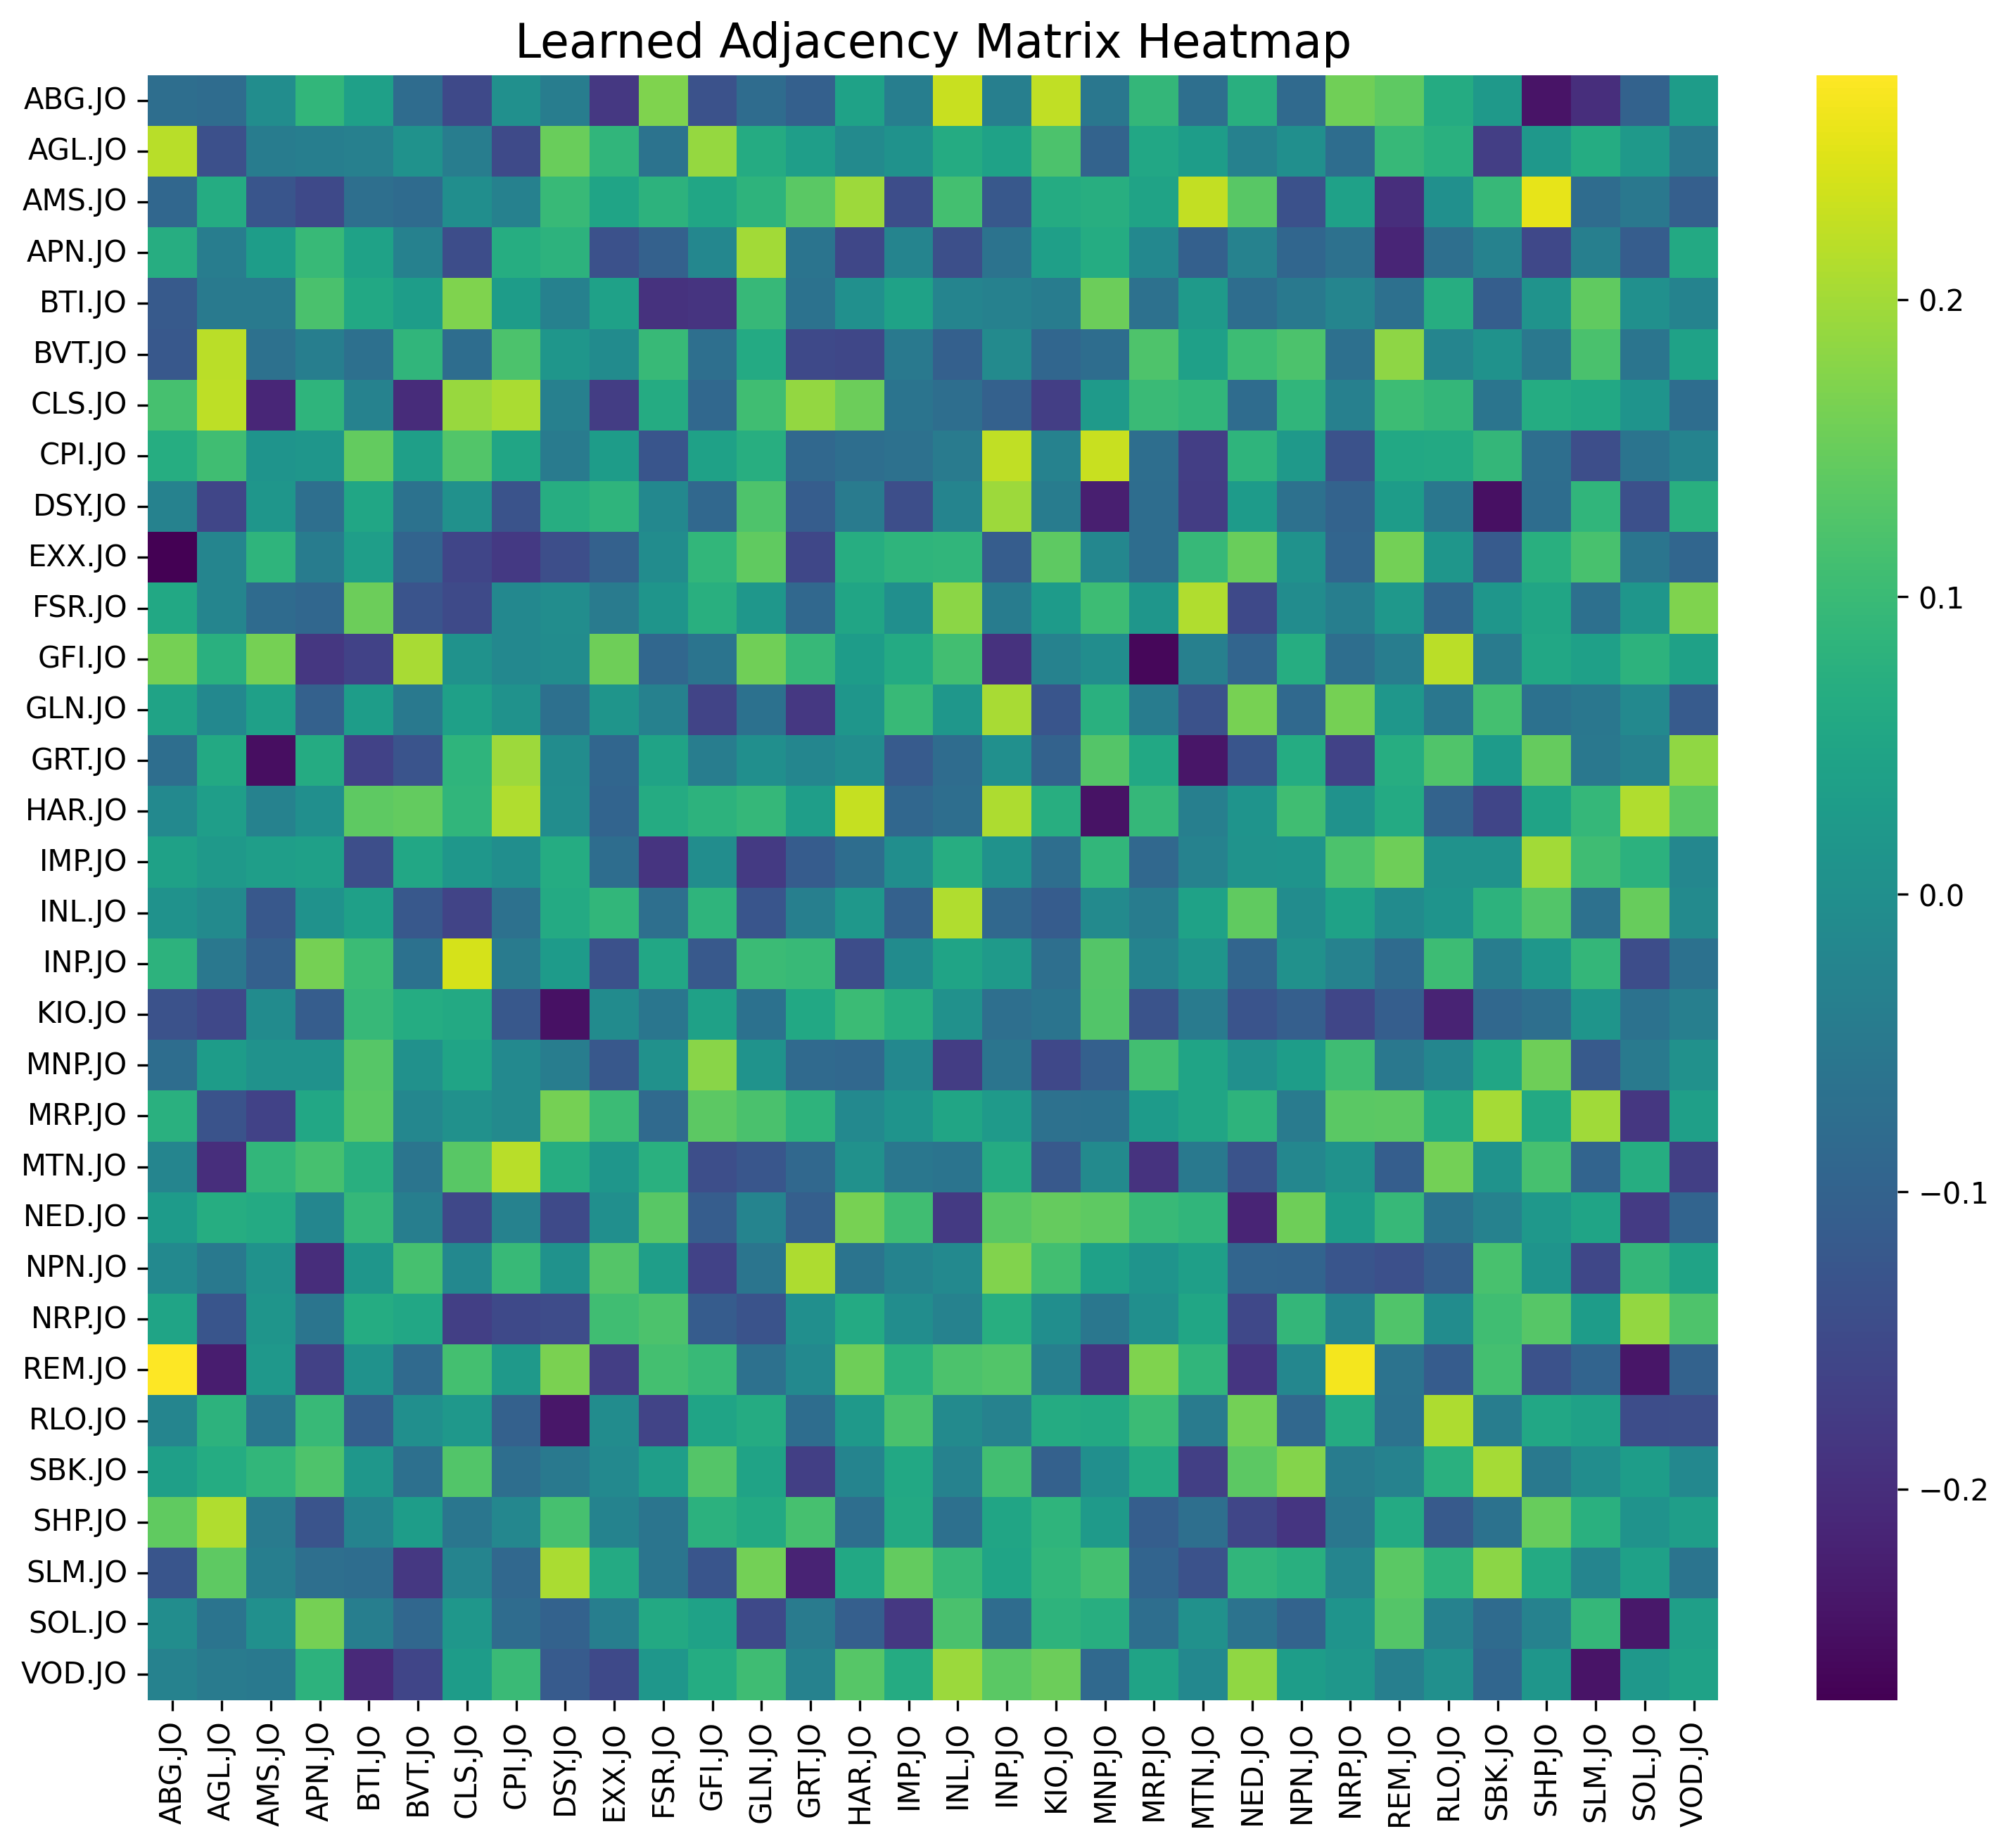 Learned Adjacency Matrix Heatmap
ABG.JO
AGL.JO
AMS.JO
APN.JO
BTI.JO
BVT.JO
CLS.JO
CPI.JO
DSY.JO
EXX.JO
FSR.JO
GFI.JO
GLN.JO
GRT.JO
HAR.JO
IMP.JO
INL.JO
INP.JO
KIO.JO
MNP.JO
MRP.JO
MTN.JO
NED.JO
NPN.JO
NRP.JO
REM.JO
RLO.JO
SBK.JO
SHP.JO
SLM.JO
SOL.JO
VOD.JO
ABG.JO AGL.JO AMS.JO APN.JO BTI.JO BVT.JO CLS.JO CPI.JO DSY.JO EXX.JO FSR.JO GFI.JO GLN.JO GRT.JO HAR.JO IMP.JO INL.JO INP.JO KIO.JO MNP.JO MRP.JO MTN.JO NED.JO NPN.JO NRP.JO REM.JO RLO.JO SBK.JO SHP.JO SLM.JO SOL.JO VOD.JO
0.2
0.1
0.0
−0.1
−0.2